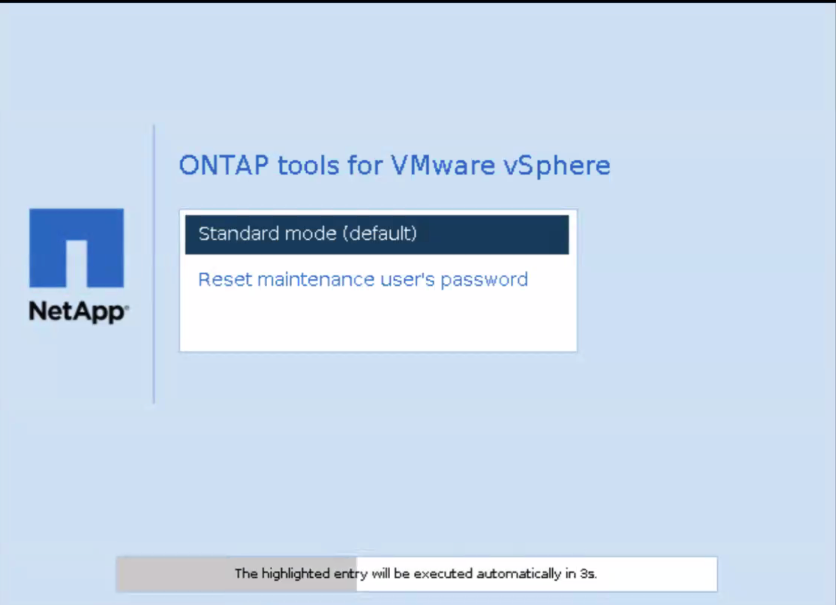 ONTAP tools for VMware vSphere
Standard mode (default)
Reset maintenance user's password
NetApp®
The highlighted entry will be executed automatically in 3s.